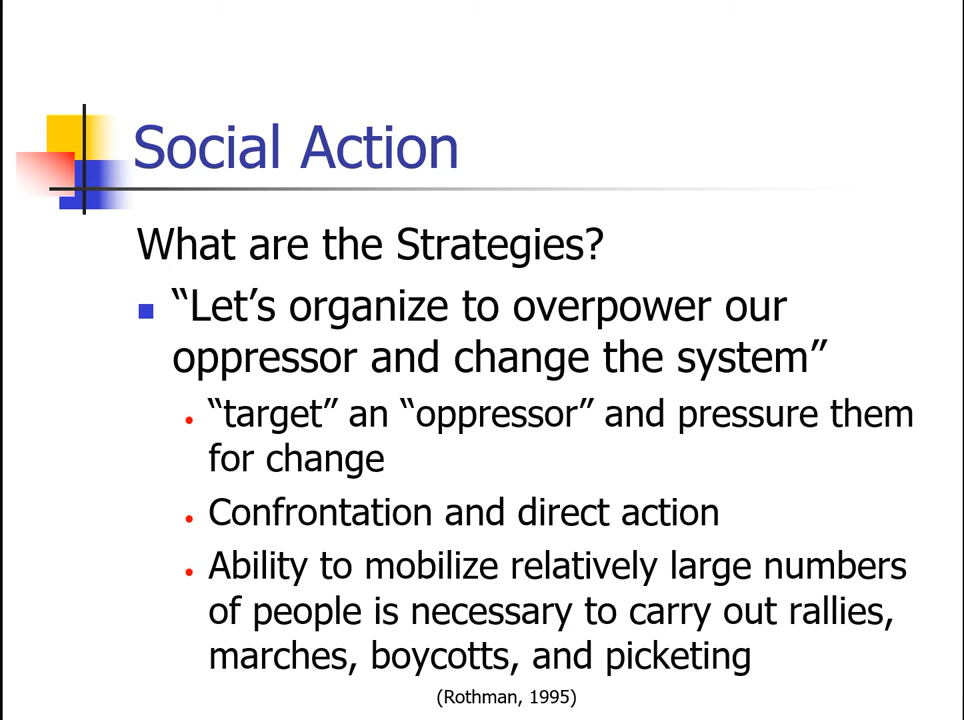 Social Action
What are the Strategies?
“Let’s organize to overpower our
oppressor and change the system”
“target” an “oppressor” and pressure them
for change
Confrontation and direct action
Ability to mobilize relatively large numbers
of people is necessary to carry out rallies,
marches, boycotts, and picketing
(Rothman, 1995)